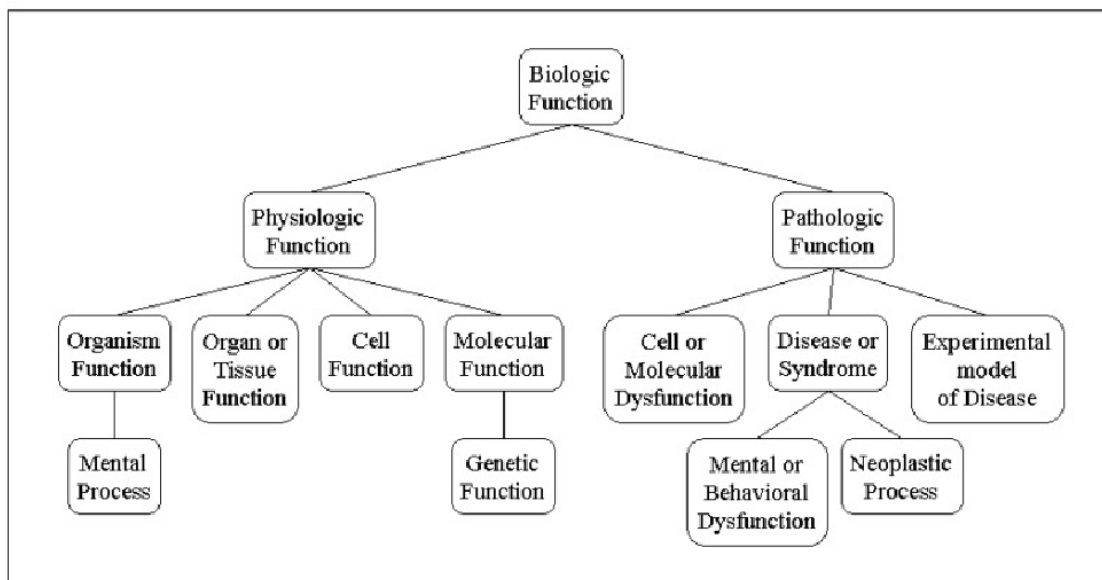 Biologic
Function
Physiologic
Function
Pathologic
Function
Organism
Function
Organ or
Tissue
Function
Cell
Function
Molecular
Function
Cell or
Molecular
Dysfunction
Disease or
Syndrome
Experimental
model
of Disease
Mental
Process
Genetic
Function
Mental or
Behavioral
Dysfunction
Neoplastic
Process